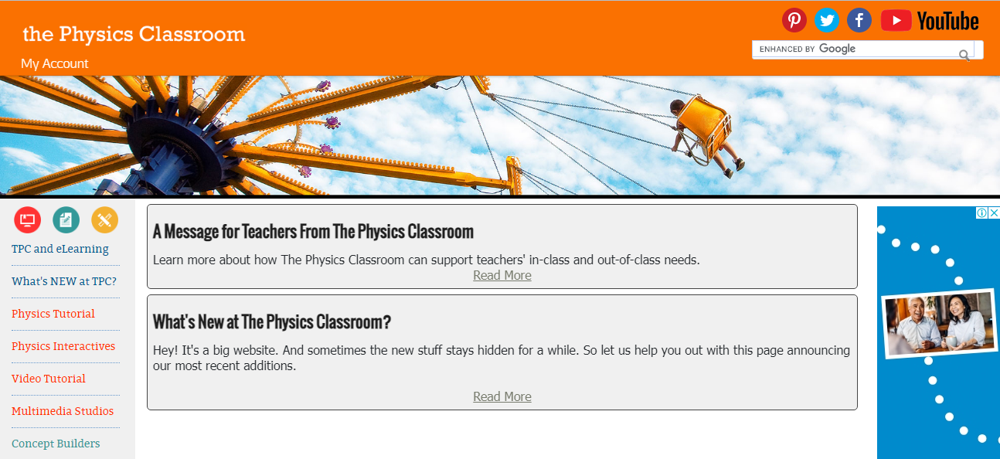 the Physics Classroom
YouTube
ENHANCED BY Google
My Account
TPC and eLearning
What's NEW at TPC?
Physics Tutorial
Physics Interactives
Video Tutorial
Multimedia Studios
Concept Builders
A Message for Teachers From The Physics Classroom
Learn more about how The Physics Classroom can support teachers' in-class and out-of-class needs.
Read More
What's New at The Physics Classroom?
Hey! It's a big website. And sometimes the new stuff stays hidden for a while. So let us help you out with this page announcing
our most recent additions.
Read More